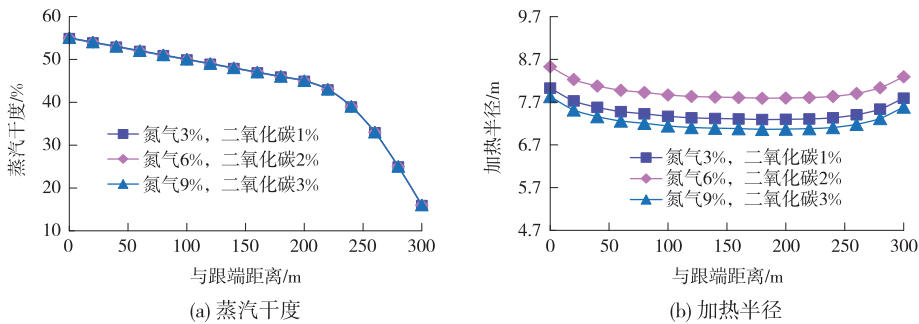 60
50
40
30
20
10
蒸汽干度/%
氮气3%，二氧化碳1%
氮气6%，二氧化碳2%
氮气9%，二氧化碳3%
0 50 100 150 200 250 300
与跟端距离/m
(a) 蒸汽干度
9.7
8.7
7.7
6.7
5.7
4.7
加热半径/m
氮气3%，二氧化碳1%
氮气6%，二氧化碳2%
氮气9%，二氧化碳3%
0 50 100 150 200 250 300
与跟端距离/m
(b) 加热半径